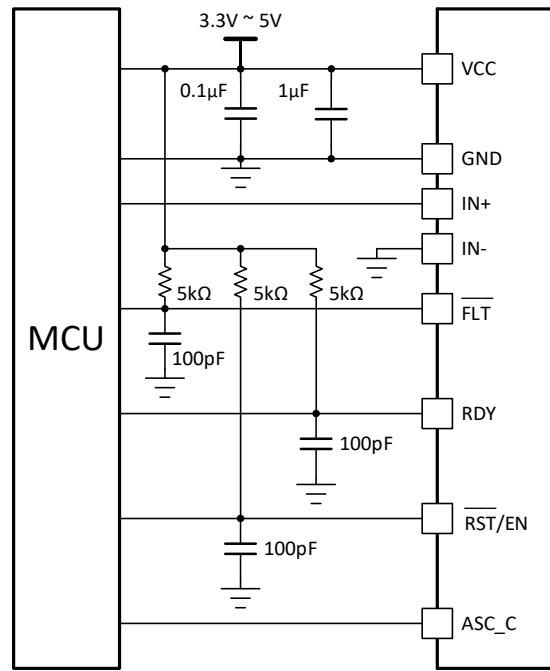 3.3V ~ 5V
VCC
0.1µF
1µF
GND
IN+
IN-
5kΩ
5kΩ
5kΩ
FLT
MCU
100pF
RDY
100pF
RST/EN
100pF
ASC_C